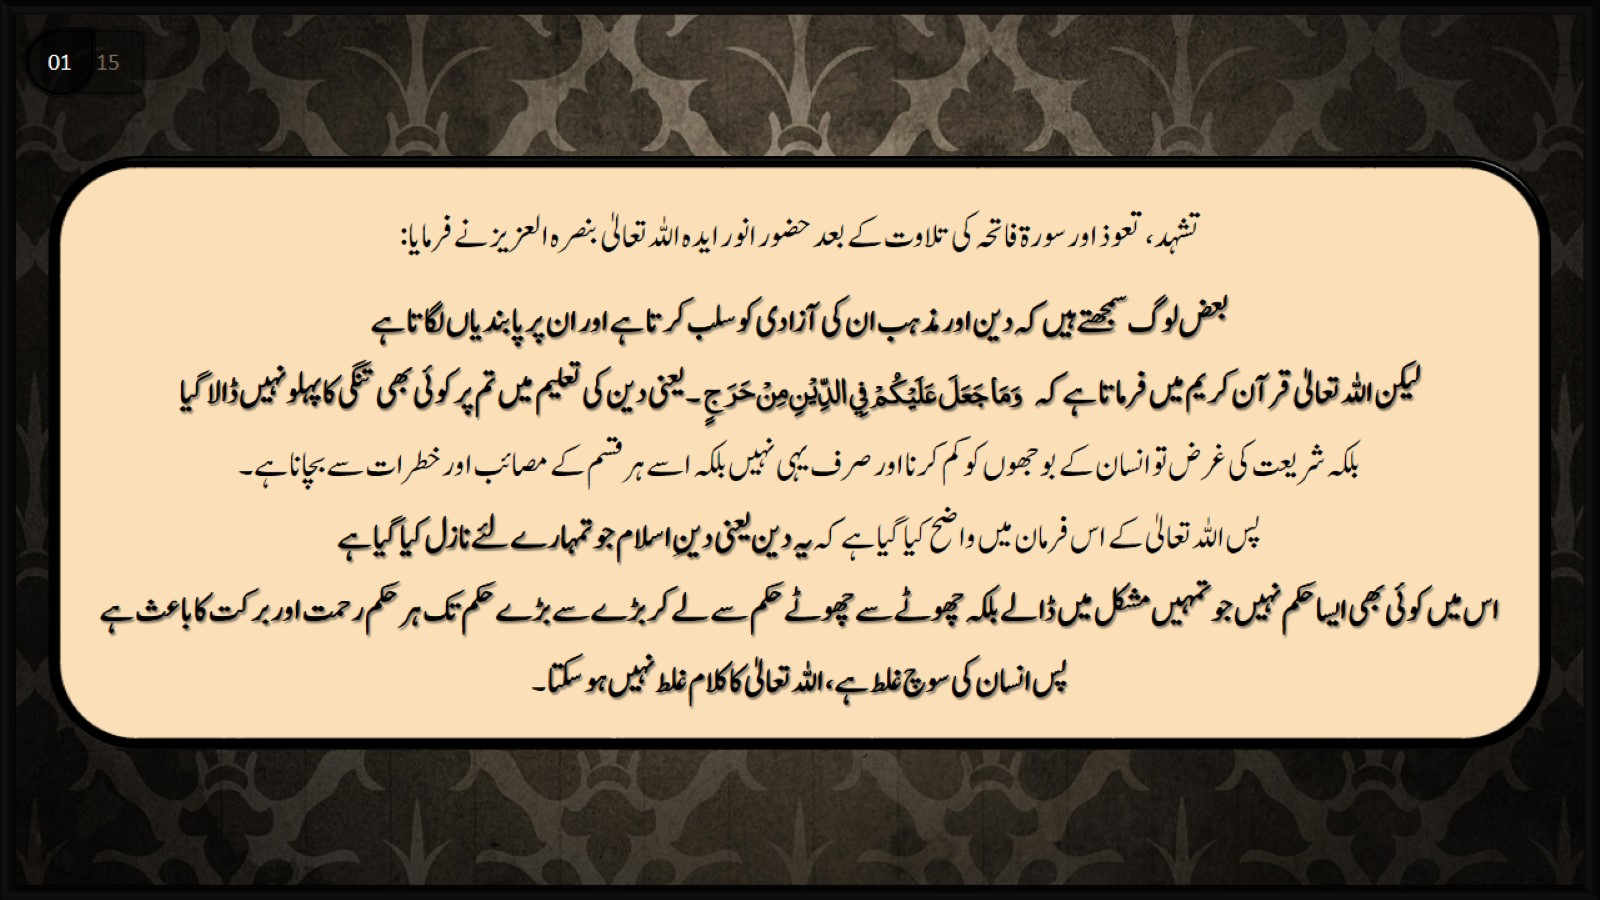 01 15
تشہد، تعوذ اور سورۃ فاتحہ کی تلاوت کے بعد حضور انور ایدہ اللہ تعالیٰ بنصرہ العزیز نے فرمایا:
بعض لوگ سمجھتے ہیں کہ دین اور مذہب ان کی آزادی کو سلب کرتا ہے اور ان پر پابندیاں لگاتا ہے
لیکن اللہ تعالیٰ قرآن کریم میں فرماتا ہے کہ وَمَا جَعَلَ عَلَيْكُمْ فِي الدِّيْنِ مِنْ حَرَجٍ۔ یعنی دین کی تعلیم میں تم پر کوئی بھی تنگی کا پہلو نہیں ڈالا گیا
بلکہ شریعت کی غرض تو انسان کے بوجھوں کو کم کرنا اور صرف یہی نہیں بلکہ اسے ہر قسم کے مصائب اور خطرات سے بچانا ہے۔
پس اللہ تعالیٰ کے اس فرمان میں واضح کیا گیا ہے کہ یہ دین یعنی دینِ اسلام جو تمہارے لئے نازل کیا گیا ہے
اس میں کوئی بھی ایسا حکم نہیں جو تمہیں مشکل میں ڈالے بلکہ چھوٹے سے چھوٹے حکم سے لے کر بڑے سے بڑے حکم تک ہر حکم رحمت اور برکت کا باعث ہے
پس انسان کی سوچ غلط ہے، اللہ تعالیٰ کا کلام غلط نہیں ہو سکتا۔